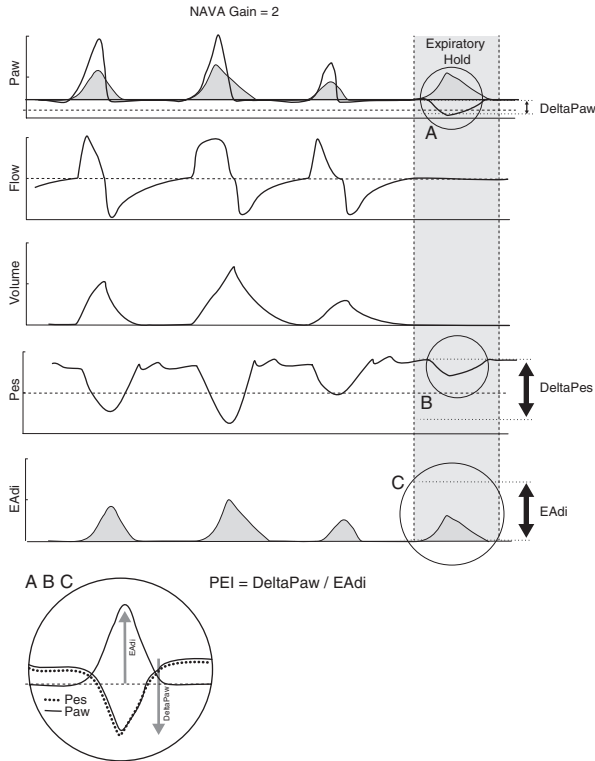 NAVA Gain = 2
Expiratory
Hold
Paw
DeltaPaw
A
Flow
Volume
Pes
DeltaPes
B
C
EAdi
EAdi
A B C
PEI = DeltaPaw / EAdi
EAdi
DeltaPaw
Pes
Paw